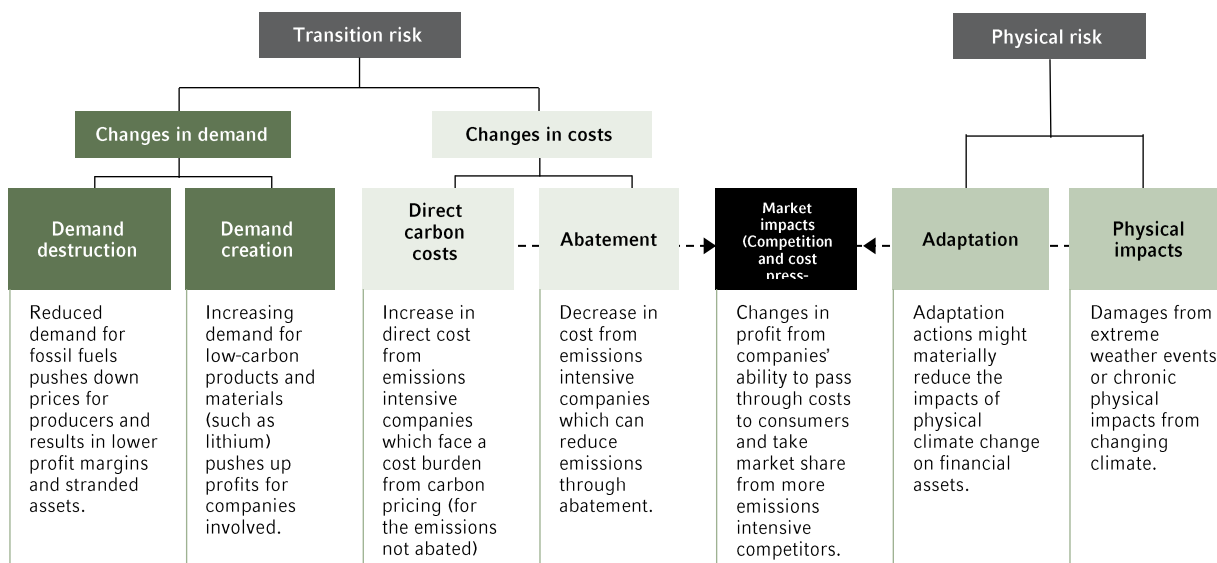 Transition risk
Physical risk
Changes in demand
Changes in costs
Demand
destruction
Demand
creation
Direct
carbon
costs
Abatement
Market
impacts
(Competition
and cost
press-
Adaptation
Physical
impacts
Reduced
demand for
fossil fuels
pushes down
prices for
producers and
results in lower
profit margins
and stranded
assets.
Increasing
demand for
low-carbon
products and
materials
(such as
lithium)
pushes up
profits for
companies
involved.
Increase in
direct cost
from
emissions
intensive
companies
which face a
cost burden
from carbon
pricing (for
the emissions
not abated)
Decrease in
cost from
emissions
intensive
companies
which can
reduce
emissions
through
abatement.
Changes in
profit from
companies’
ability to pass
through costs
to consumers
and take
market share
from more
emissions
intensive
competitors.
Adaptation
actions might
materially
reduce the
impacts of
physical
climate change
on financial
assets.
Damages from
extreme
weather events
or chronic
physical
impacts from
changing
climate.